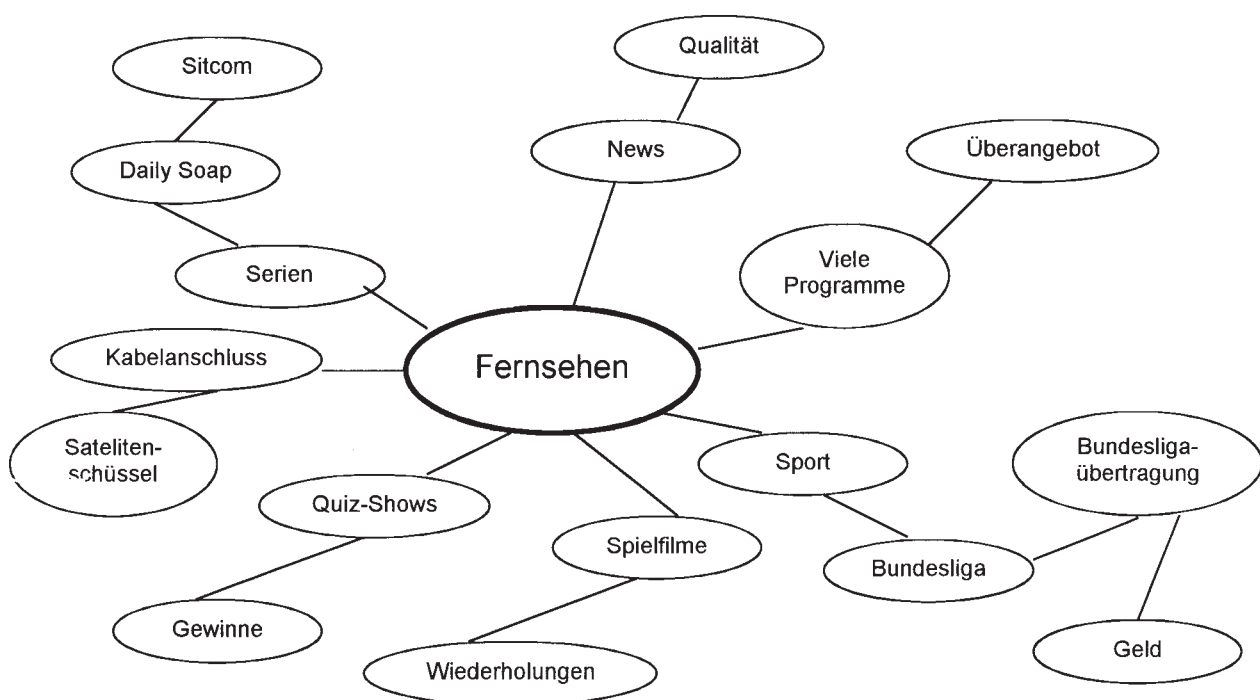 Qualität
Sitcom
News
Überangebot
Daily Soap
Viele
Programme
Serien
Kabelanschluss
Fernsehen
Sateliten-
schüssel
Sport
Bundesliga-
übertragung
Quiz-Shows
Spielfilme
Bundesliga
Gewinne
Wiederholungen
Geld